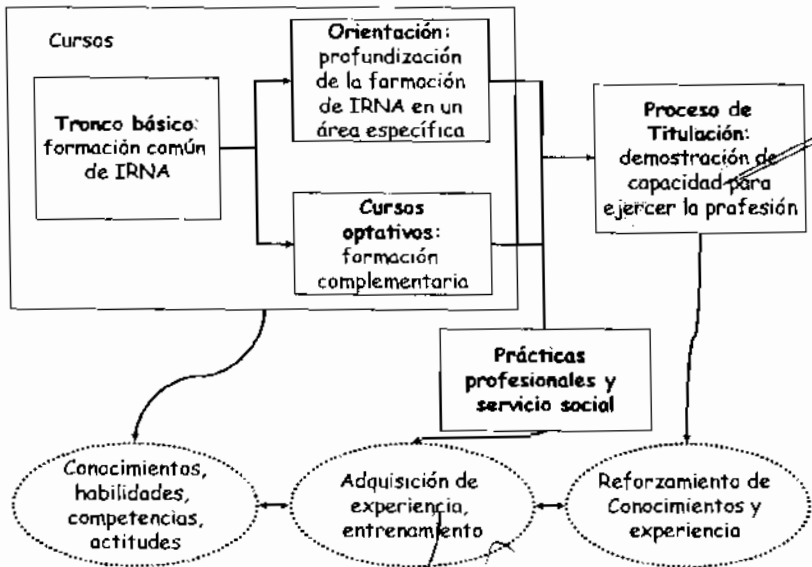 Cursos
Tronco básico:
formación común
de IRNA
Orientación:
profundización
de la formación
de IRNA en un
área específica
Cursos
optativos:
formación
complementaria
Proceso de
Titulación:
demostración de
capacidad para
ejercer la profesión
Prácticas
profesionales y
servicio social
Conocimientos,
habilidades,
competencias,
actitudes
Adquisición de
experiencia,
entrenamiento
Reforzamiento de
Conocimientos y
experiencia